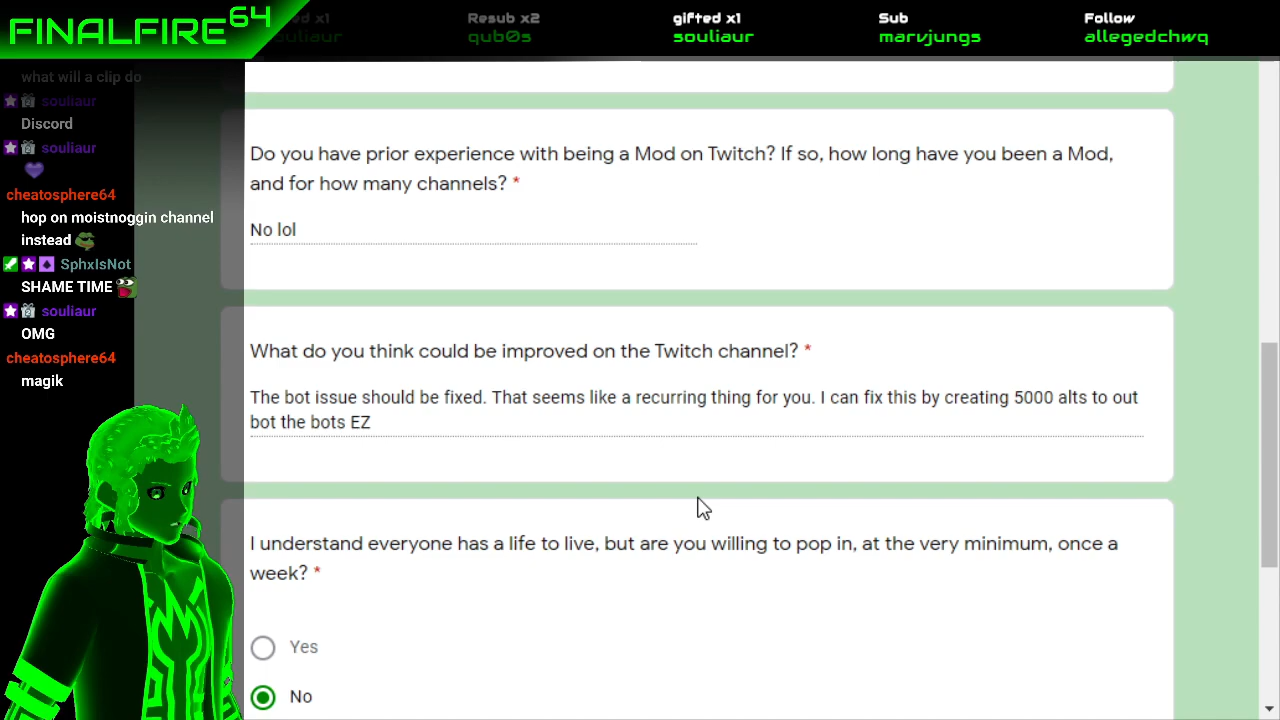 FINALFIRE64
Resub x2
qub0s
gifted x1
souliaur
Sub
marvjungs
Follow
allegedchwq
what will a clip do
souliaur
Discord
souliaur
cheatosphere64
hop on moistnoggin channel
instead
SphxIsNot
SHAME TIME
souliaur
OMG
cheatosphere64
magik
Do you have prior experience with being a Mod on Twitch? If so, how long have you been a Mod,
and for how many channels? *
No lol
What do you think could be improved on the Twitch channel? *
The bot issue should be fixed. That seems like a recurring thing for you. I can fix this by creating 5000 alts to out
bot the bots EZ
I understand everyone has a life to live, but are you willing to pop in, at the very minimum, once a
week? *
Yes
No